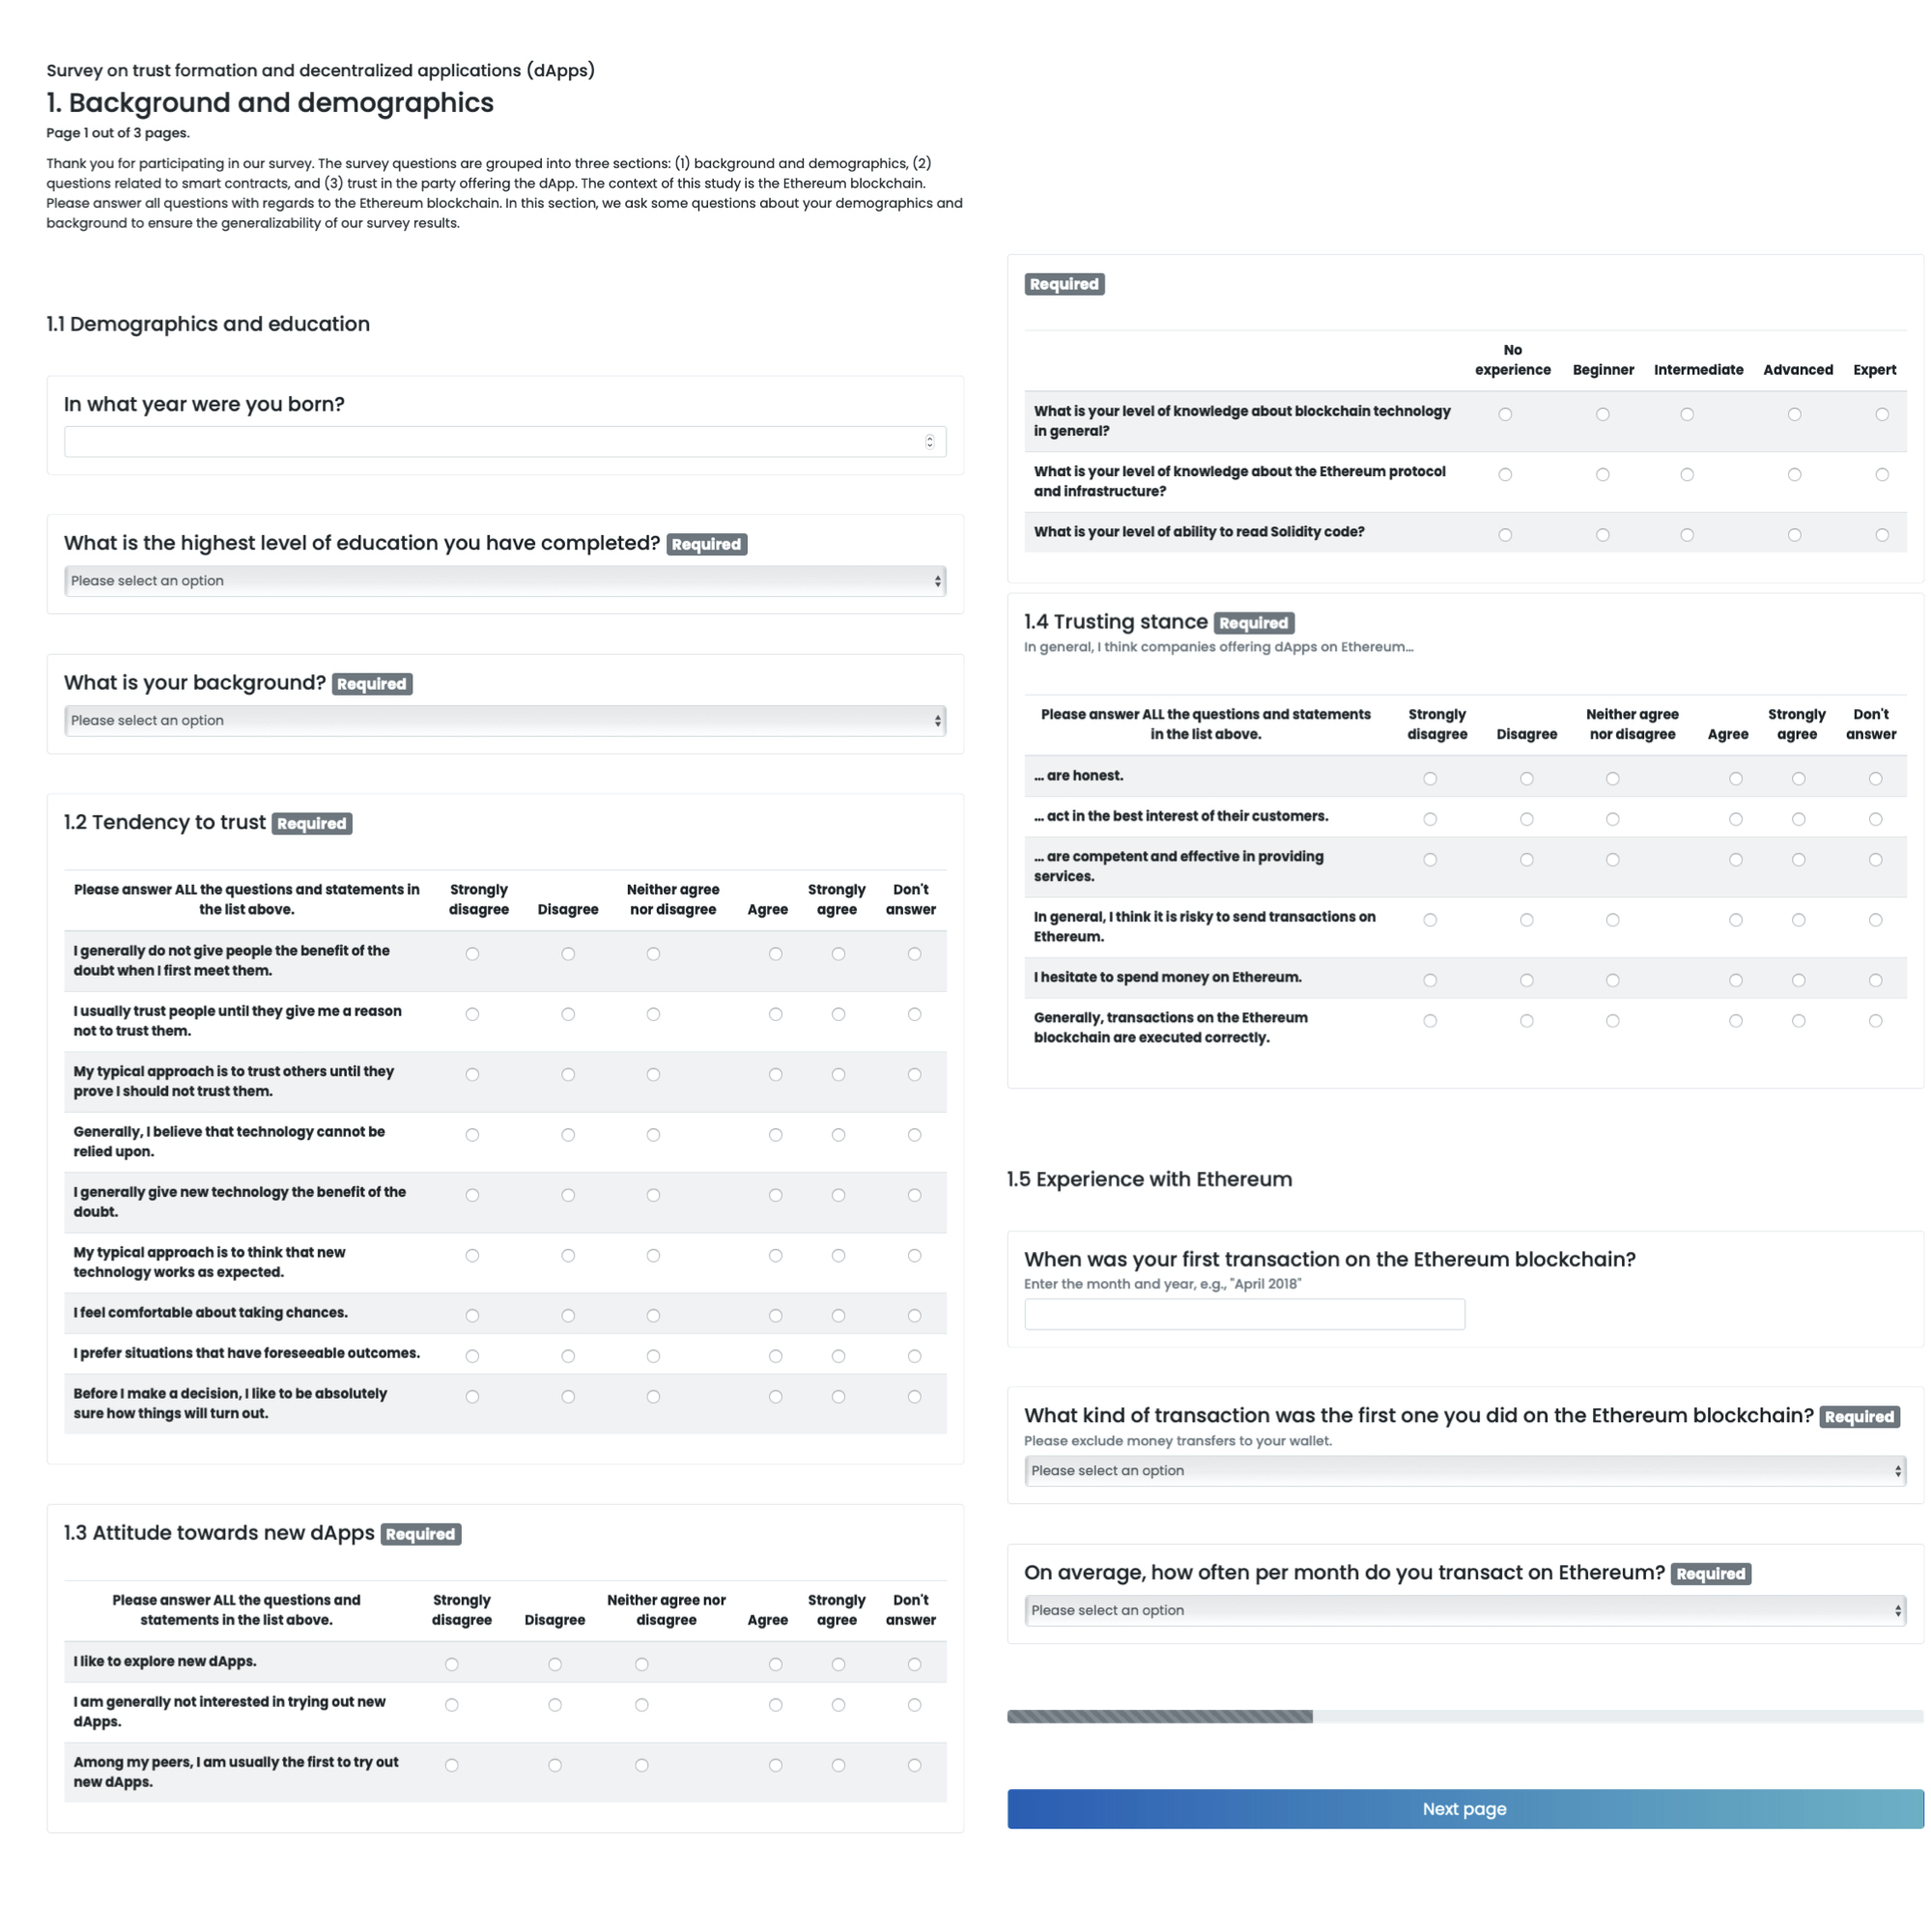 Survey on trust formation and decentralized applications (dApps)
1. Background and demographics
Page 1 out of 3 pages.
Thank you for participating in our survey. The survey questions are grouped into three sections: (1) background and demographics, (2)
questions related to smart contracts, and (3) trust in the party offering the dApp. The context of this study is the Ethereum blockchain.
Please answer all questions with regards to the Ethereum blockchain. In this section, we ask some questions about your demographics and
background to ensure the generalizability of our survey results.
1.1 Demographics and education
In what year were you born?
What is the highest level of education you have completed? Required
Please select an option
What is your background? Required
Please select an option
1.2 Tendency to trust Required
Please answer ALL the questions and statements in
the list above.
Strongly
disagree
Disagree
Neither agree
nor disagree
Agree
Strongly
agree
Don't
answer
I generally do not give people the benefit of the
doubt when I first meet them.
I usually trust people until they give me a reason
not to trust them.
My typical approach is to trust others until they
prove I should not trust them.
Generally, I believe that technology cannot be
relied upon.
I generally give new technology the benefit of the
doubt.
My typical approach is to think that new
technology works as expected.
I feel comfortable about taking chances.
I prefer situations that have foreseeable outcomes.
Before I make a decision, I like to be absolutely
sure how things will turn out.
1.3 Attitude towards new dApps Required
Please answer ALL the questions and
statements in the list above.
Strongly
disagree
Disagree
Neither agree nor
disagree
Agree
Strongly
agree
Don't
answer
I like to explore new dApps.
I am generally not interested in trying out new
dApps.
Among my peers, I am usually the first to try out
new dApps.
Required
No
experience
Beginner
Intermediate
Advanced
Expert
What is your level of knowledge about blockchain technology
in general?
What is your level of knowledge about the Ethereum protocol
and infrastructure?
What is your level of ability to read Solidity code?
1.4 Trusting stance Required
In general, I think companies offering dApps on Ethereum...
Please answer ALL the questions and statements
in the list above.
Strongly
disagree
Disagree
Neither agree
nor disagree
Agree
Strongly
agree
Don't
answer
... are honest.
... act in the best interest of their customers.
... are competent and effective in providing
services.
In general, I think it is risky to send transactions on
Ethereum.
I hesitate to spend money on Ethereum.
Generally, transactions on the Ethereum
blockchain are executed correctly.
1.5 Experience with Ethereum
When was your first transaction on the Ethereum blockchain?
Enter the month and year, e.g., "April 2018"
What kind of transaction was the first one you did on the Ethereum blockchain? Required
Please exclude money transfers to your wallet.
Please select an option
On average, how often per month do you transact on Ethereum? Required
Please select an option
Next page